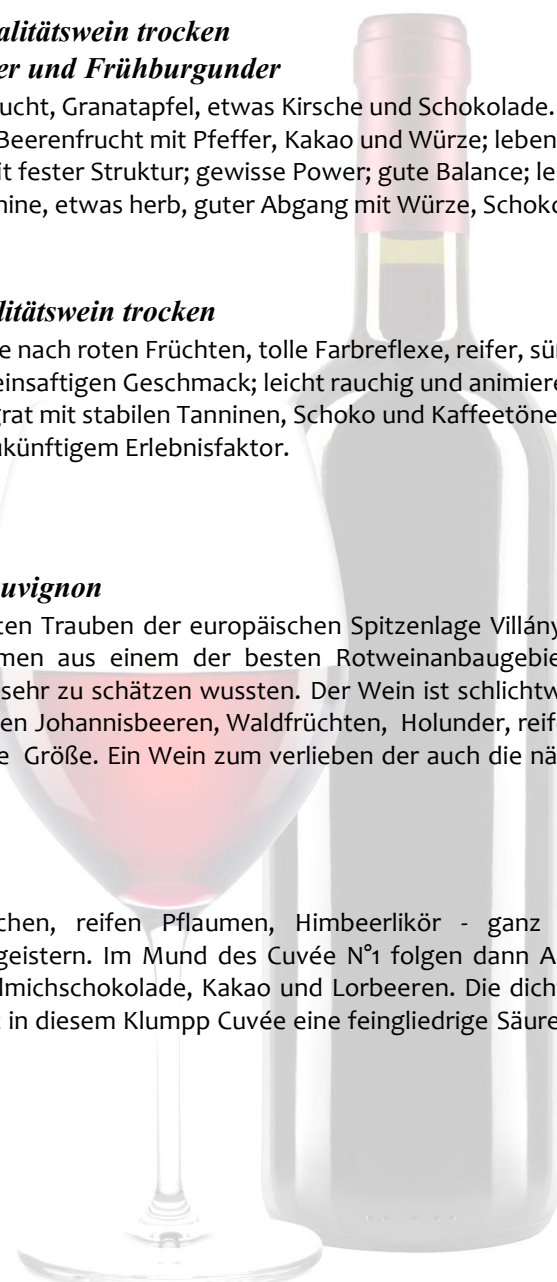 alitätswein trocken
er und Frühburgunder
ucht, Granatapfel, etwas Kirsche und Schokolade.
Beerenfrucht mit Pfeffer, Kakao und Würze; leben
it fester Struktur; gewisse Power; gute Balance; le
nine, etwas herb, guter Abgang mit Würze, Schoko
litätswein trocken
e nach roten Früchten, tolle Farbreflexe, reifer, sü
einsaftigen Geschmack; leicht rauchig und animiere
grat mit stabilen Tanninen, Schoko und Kaffeetöne
ukünftigem Erlebnisfaktor.
auvignon
ten Trauben der europäischen Spitzenlage Villány
men aus einem der besten Rotweinanbaugebie
sehr zu schätzen wussten. Der Wein ist schlichtw
en Johannisbeeren, Waldfrüchten, Holunder, reife
e Größe. Ein Wein zum verlieben der auch die nä
chen, reifen Pflaumen, Himbeerlikör - ganz
geistern. Im Mund des Cuvée N°1 folgen dann A
lmichschokolade, Kakao und Lorbeeren. Die dich
t in diesem Klumpp Cuvée eine feingliedrige Säure